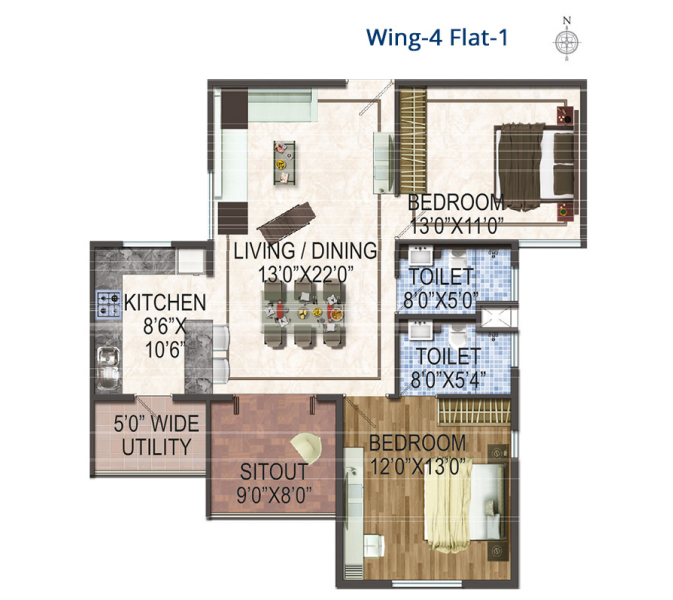 Wing-4 Flat-1
N
BEDROOM
13'0"X11'0"
LIVING / DINING
13'0"X22'0"
TOILET
8'0"X5'0"
KITCHEN
8'6"X
10'6"
TOILET
8'0"X5'4"
5'0" WIDE
UTILITY
BEDROOM
12'0"X13'0"
SITOUT
9'0"X8'0"